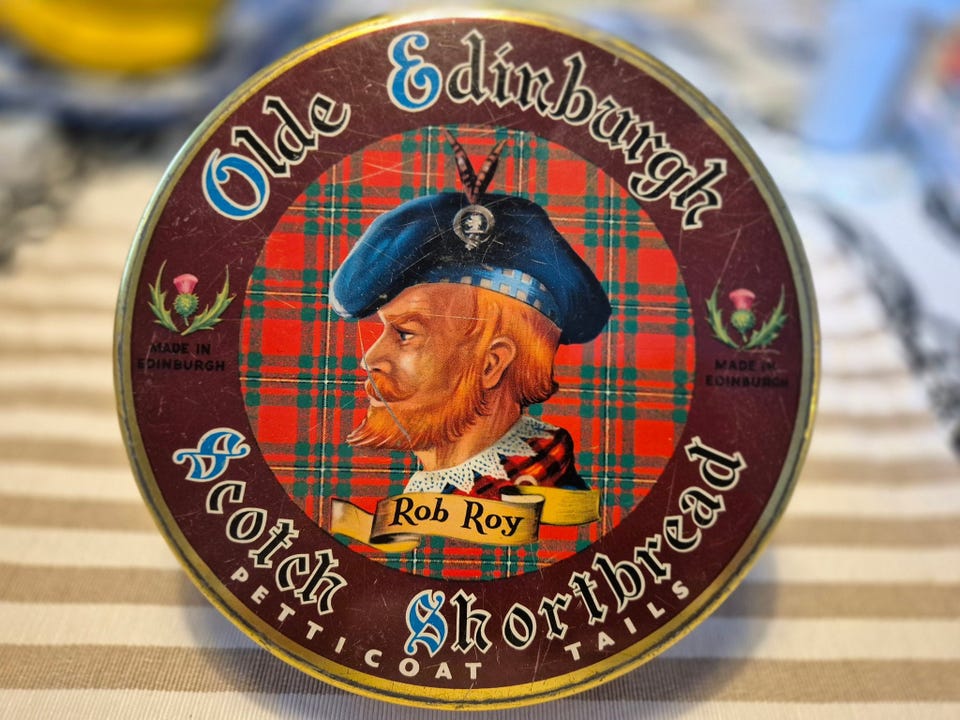 Olde Edinburgh
MADE IN
EDINBURGH
MADE IN
EDINBURGH
Rob Roy
Scotch Shortbread
PETTICOAT TAILS